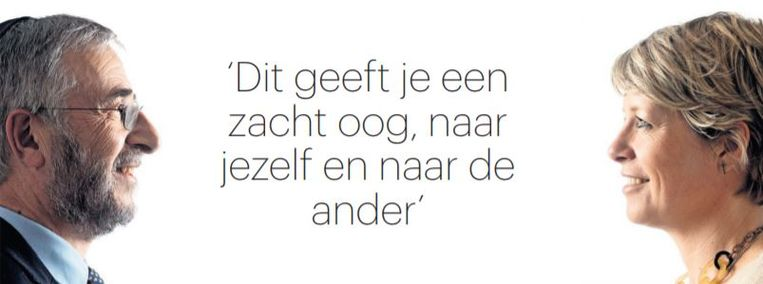 ‘Dit geeft je een
zacht oog, naar
jezelf en naar de
ander’